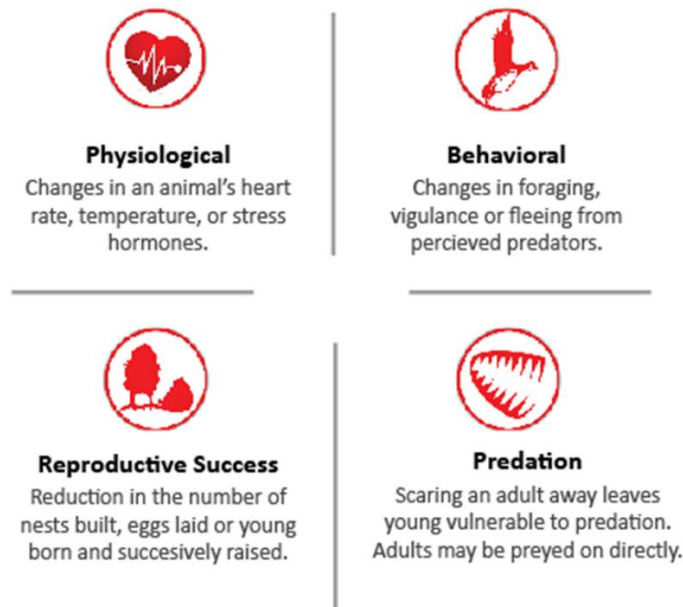 Physiological
Changes in an animal's heart
rate, temperature, or stress
hormones.
Behavioral
Changes in foraging,
vigulance or fleeing from
percieved predators.
Reproductive Success
Reduction in the number of
nests built, eggs laid or young
born and succesively raised.
Predation
Scaring an adult away leaves
young vulnerable to predation.
Adults may be preyed on directly.